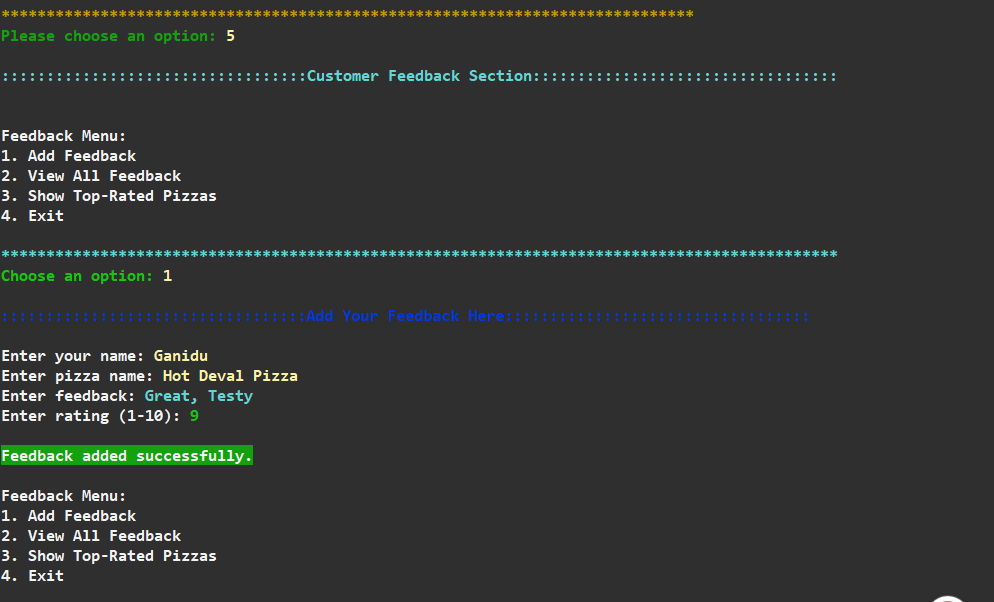 *****************************************************************************
Please choose an option: 5
::::::::::::::::::::::::::::::::::Customer Feedback Section::::::::::::::::::::::::::::::::::
Feedback Menu:
1. Add Feedback
2. View All Feedback
3. Show Top-Rated Pizzas
4. Exit
*********************************************************************************************
Choose an option: 1
::::::::::::::::::::::::::::::::::Add Your Feedback Here::::::::::::::::::::::::::::::::::
Enter your name: Ganidu
Enter pizza name: Hot Deval Pizza
Enter feedback: Great, Testy
Enter rating (1-10): 9
Feedback added successfully.
Feedback Menu:
1. Add Feedback
2. View All Feedback
3. Show Top-Rated Pizzas
4. Exit